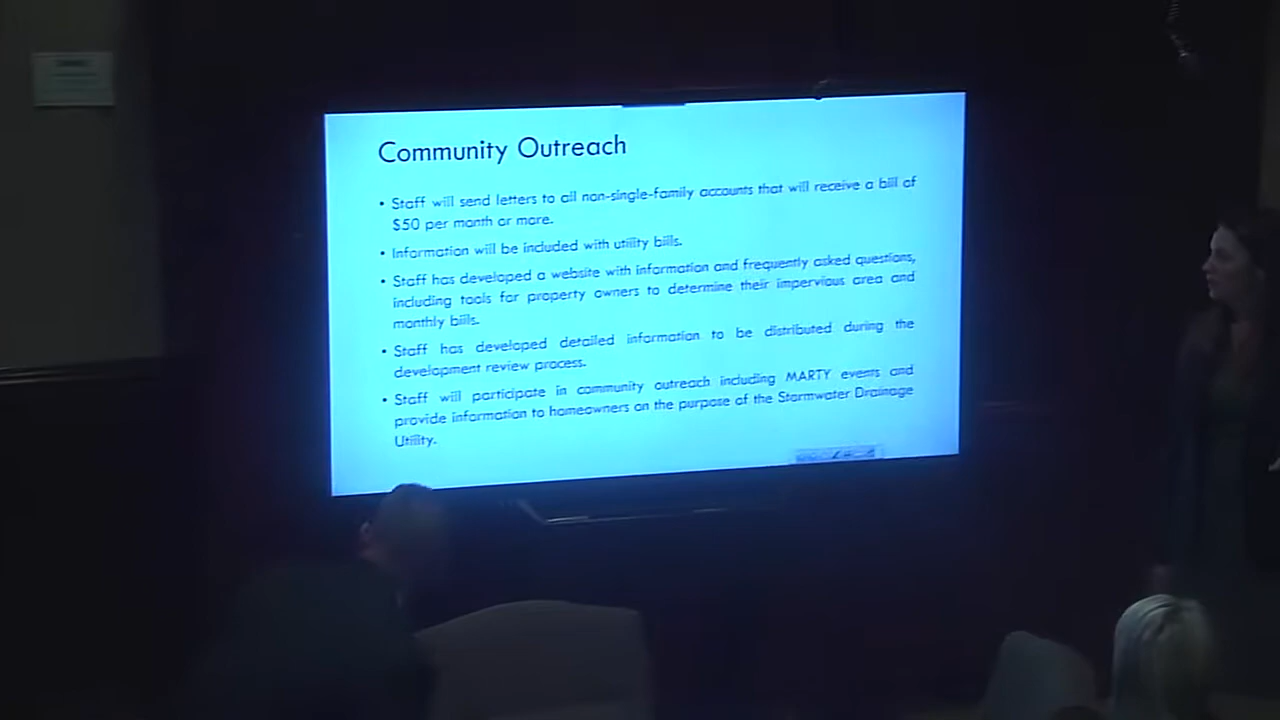 Community Outreach
• Staff will send letters to all non-single-family accounts that will receive a bill of
$50 per month or more.
• Information will be included with utility bills.
• Staff has developed a website with information and frequently asked questions,
including tools for property owners to determine their impervious area and
monthly bills.
• Staff has developed detailed information to be distributed during the
development review process.
• Staff will participate in community outreach including MARTY events and
provide information to homeowners on the purpose of the Stormwater Drainage
Utility.